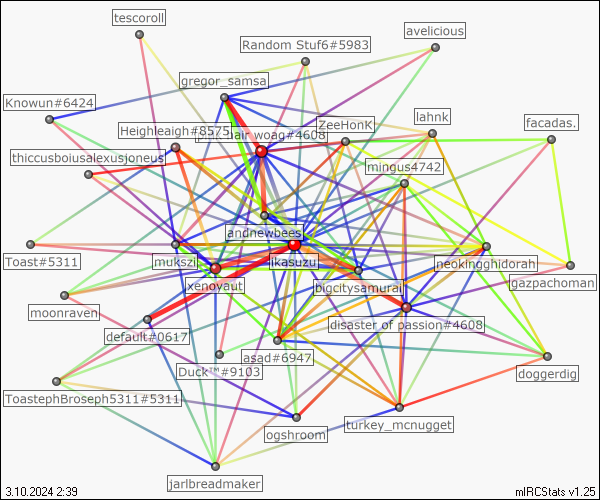 tescoroll
avelicious
Random Stuf6#5983
gregor_samsa
Knowun#6424
lahnk
ZeeHonK
facadas.
Heighleaigh#8575
air woag#4608
thiccusboiusalexusjoneus
mingus4742
andnewbees
Toast#5311
mukszi
ikasuzu
neokingghidorah
gazpachoman
xenovaut
bigcitysamurai
moonraven
disaster of passion#4608
default#0617
asad#6947
Duck™#9103
doggerdig
ToastephBroseph5311#5311
turkey_mcnugget
ogshroom
jarlbreadmaker
3.10.2024 2:39
mIRCStats v1.25